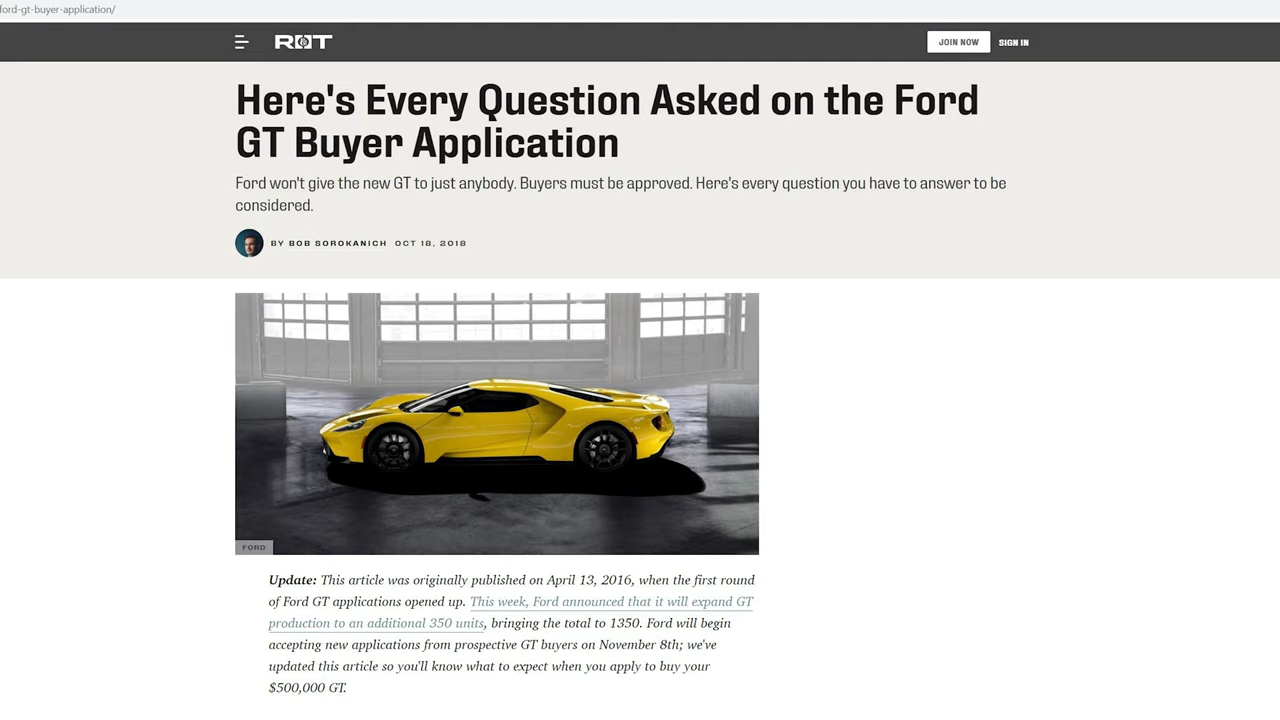 ford-gt-buyer-application/
R&T
JOIN NOW
SIGN IN
Here's Every Question Asked on the Ford
GT Buyer Application
Ford won't give the new GT to just anybody. Buyers must be approved. Here's every question you have to answer to be
considered.
BY BOB SOROKANICH OCT 18, 2018
FORD
Update: This article was originally published on April 13, 2016, when the first round
of Ford GT applications opened up. This week, Ford announced that it will expand GT
production to an additional 350 units, bringing the total to 1350. Ford will begin
accepting new applications from prospective GT buyers on November 8th; we've
updated this article so you'll know what to expect when you apply to buy your
$500,000 GT.